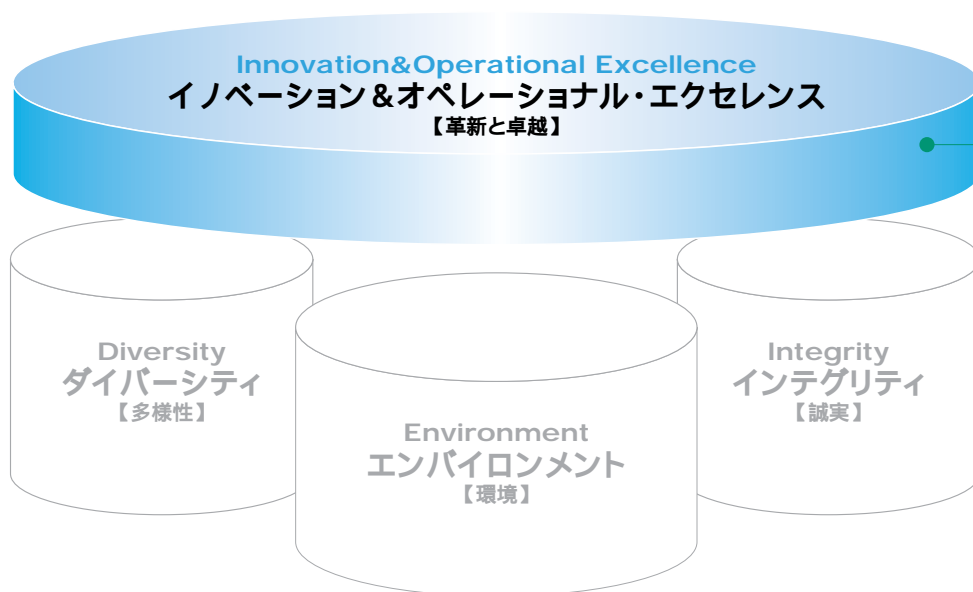 Innovation&Operational Excellence
イノベーション&オペレーショナル・エクセレンス
【革新と卓越】
Diversity
ダイバーシティ
【多様性】
Environment
エンバイロンメント
【環境】
Integrity
インテグリティ
【誠実】